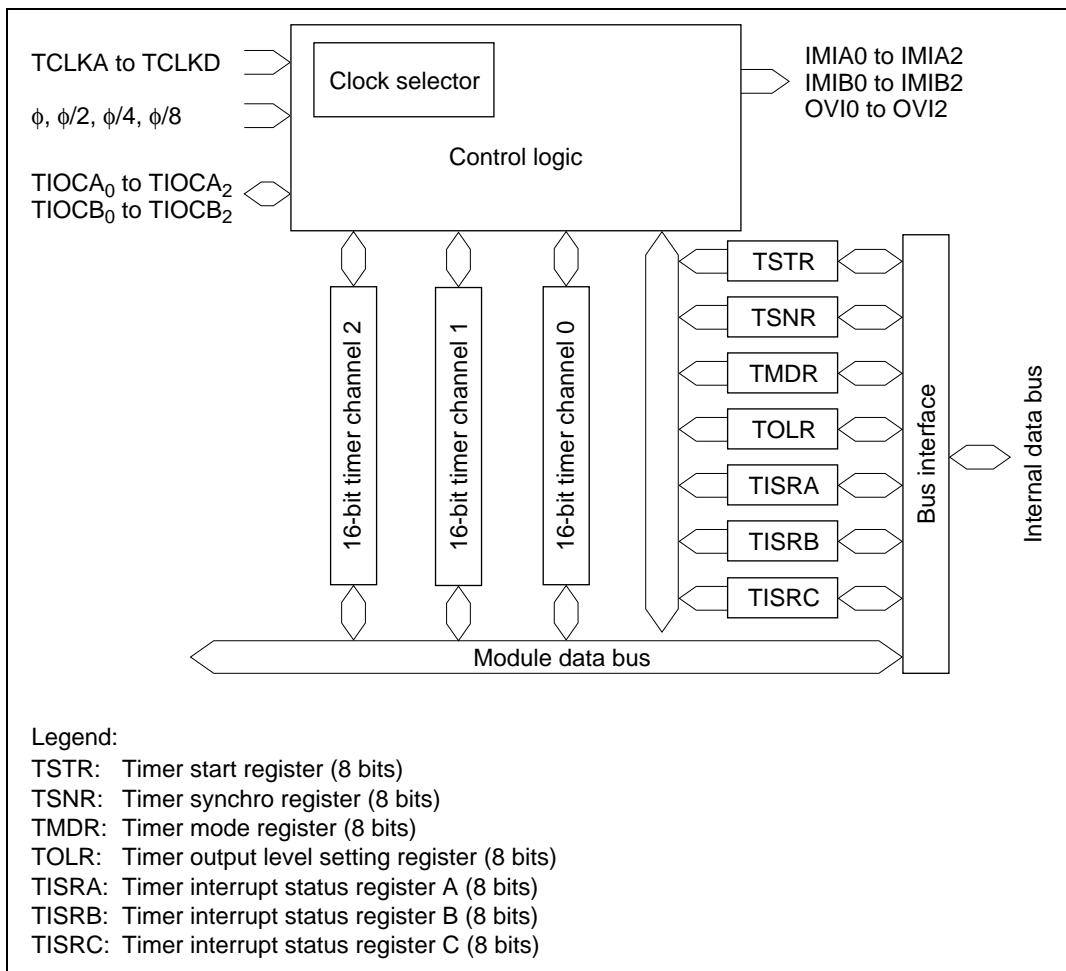 TCLKA to TCLKD
ϕ, ϕ/2, ϕ/4, ϕ/8
TIOCA0 to TIOCA2
TIOCB0 to TIOCB2
Clock selector
Control logic
IMIA0 to IMIA2
IMIB0 to IMIB2
OVI0 to OVI2
16-bit timer channel 2
16-bit timer channel 1
16-bit timer channel 0
TSTR
TSNR
TMDR
TOLR
TISRA
TISRB
TISRC
Bus interface
Internal data bus
Module data bus
Legend:
TSTR: Timer start register (8 bits)
TSNR: Timer synchro register (8 bits)
TMDR: Timer mode register (8 bits)
TOLR: Timer output level setting register (8 bits)
TISRA: Timer interrupt status register A (8 bits)
TISRB: Timer interrupt status register B (8 bits)
TISRC: Timer interrupt status register C (8 bits)